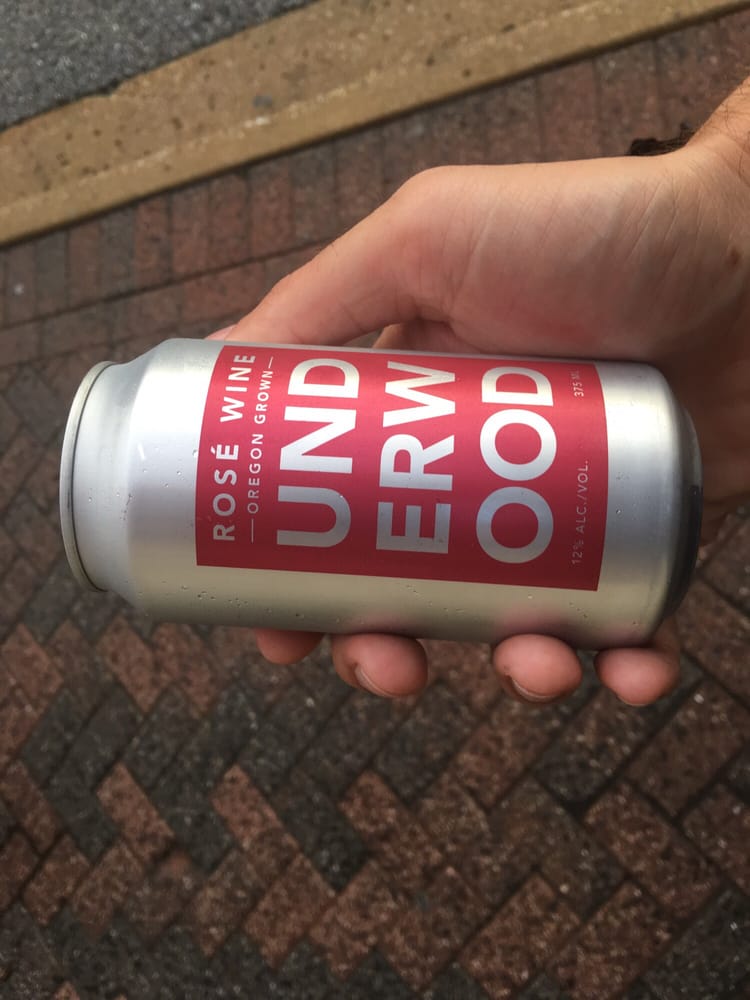 ROSÉ WINE
OREGON GROWN
UND
ERW
OOD
12% ALC./VOL. 375 ML